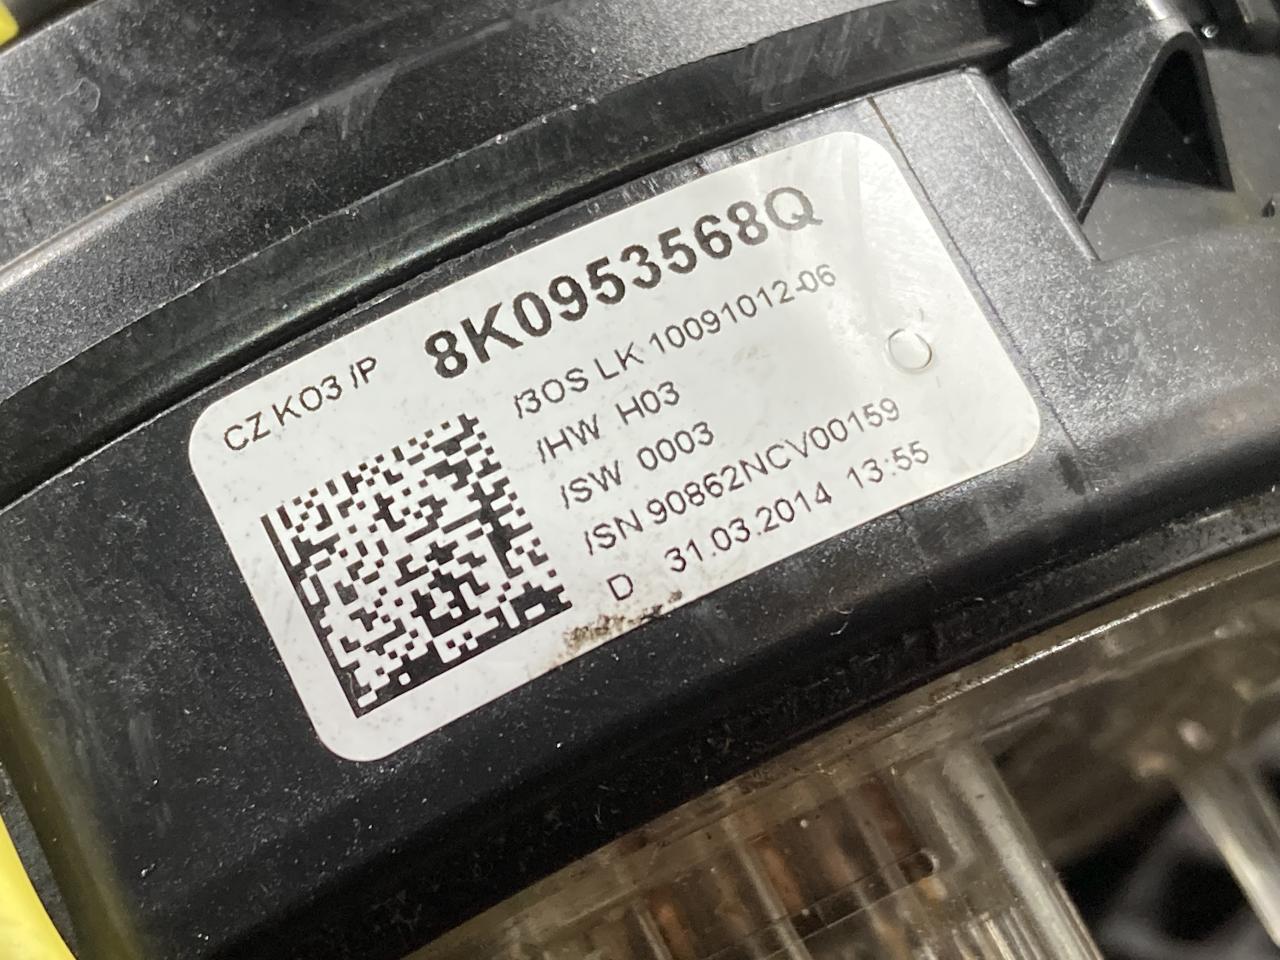 CZ KO3 /P 8K0953568Q
/3OS LK 10091012-06
/HW H03
/SW 0003
/SN 90862NCV00159
D 31.03.2014 13:55